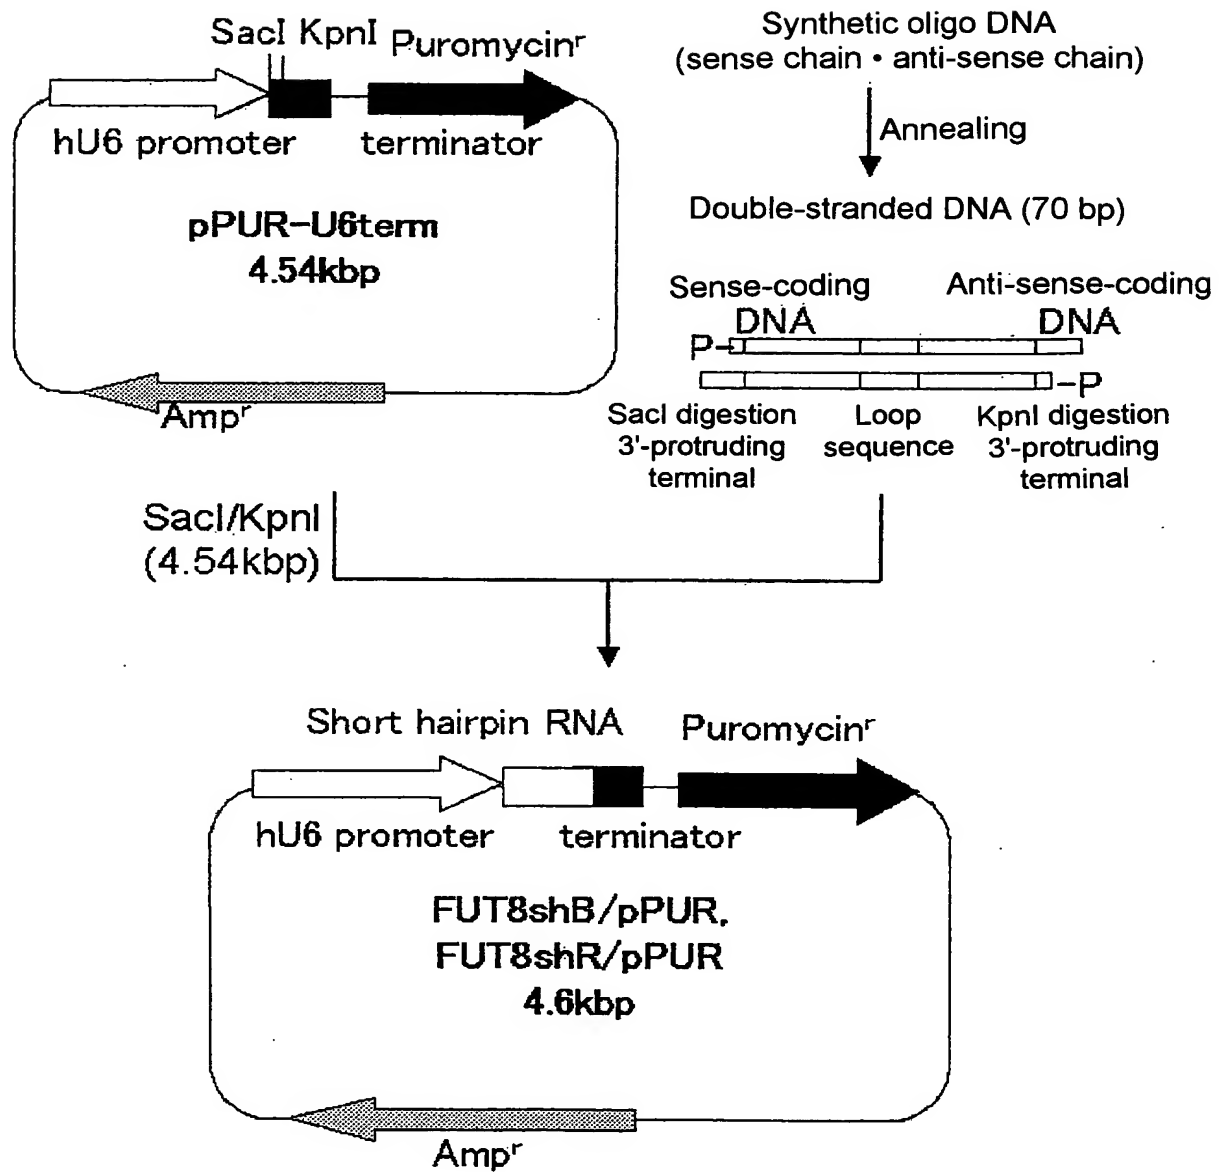 SacI KpnI Puromycinʳ
hU6 promoter terminator
pPUR-U6term
4.54kbp
Ampʳ
Synthetic oligo DNA
(sense chain • anti-sense chain)
Annealing
Double-stranded DNA (70 bp)
Sense-coding
DNA
Anti-sense-coding
DNA
P-
-P
SacI digestion
3'-protruding
terminal
Loop
sequence
KpnI digestion
3'-protruding
terminal
SacI/KpnI
(4.54kbp)
Short hairpin RNA Puromycinʳ
hU6 promoter terminator
FUT8shB/pPUR,
FUT8shR/pPUR
4.6kbp
Ampʳ